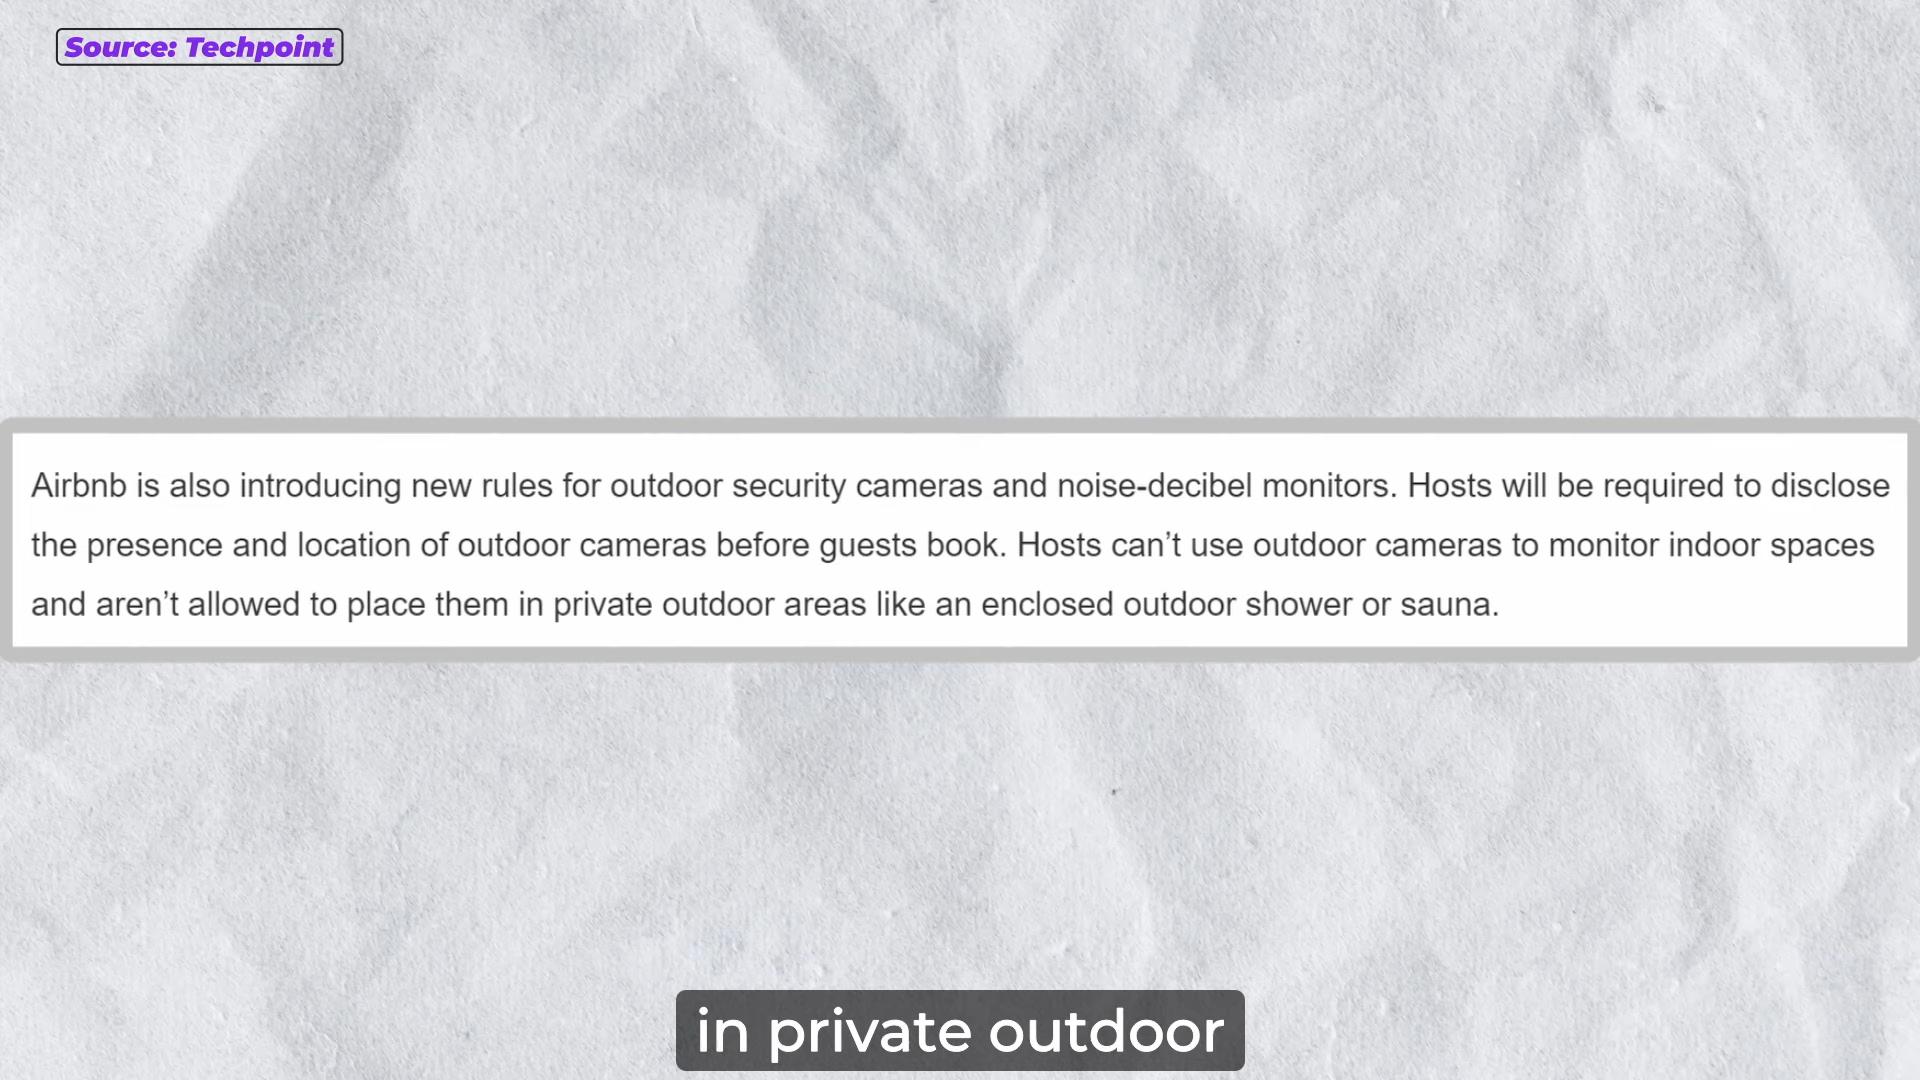 Source: Techpoint
Airbnb is also introducing new rules for outdoor security cameras and noise-decibel monitors. Hosts will be required to disclose
the presence and location of outdoor cameras before guests book. Hosts can’t use outdoor cameras to monitor indoor spaces
and aren’t allowed to place them in private outdoor areas like an enclosed outdoor shower or sauna.
in private outdoor